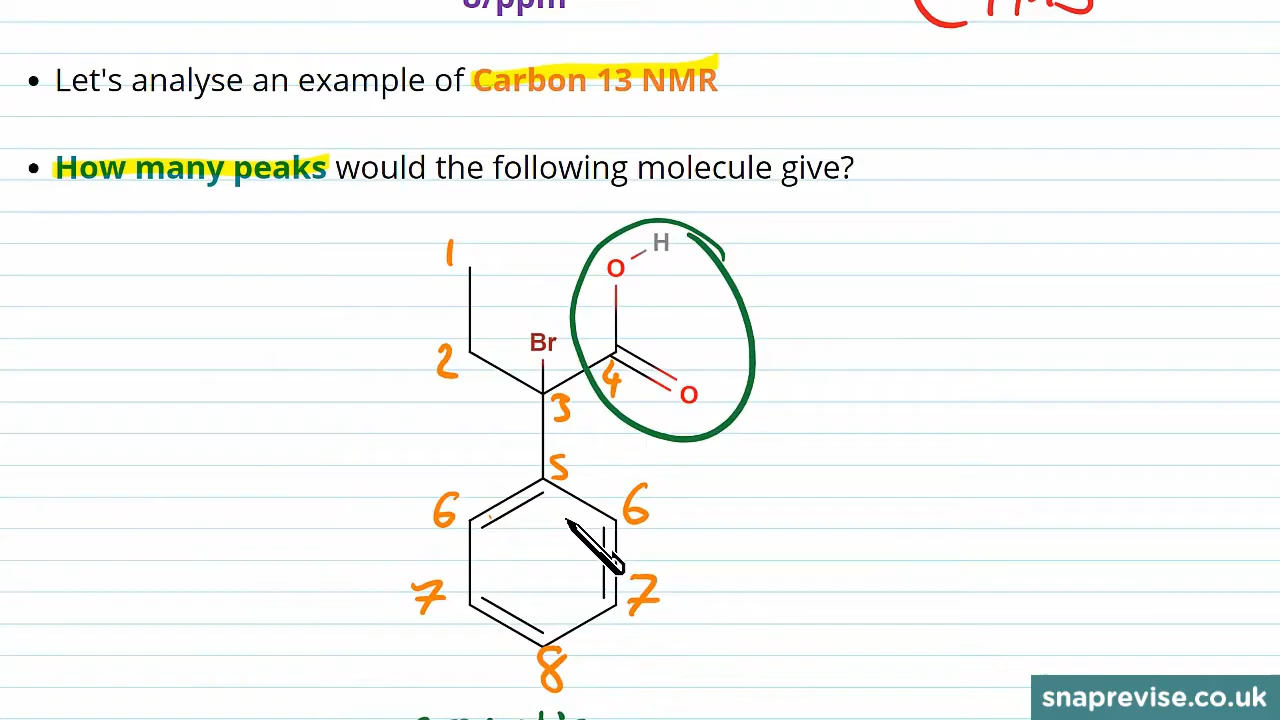 δ/ppm
• Let's analyse an example of Carbon 13 NMR
• How many peaks would the following molecule give?
1
H
O
Br
2
4
O
3
5
6
6
7
7
8
snaprevise.co.uk